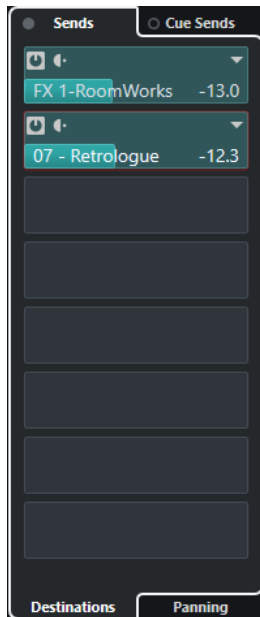 Sends Cue Sends
FX 1-RoomWorks -13.0
07 - Retrologue -12.3
Destinations Panning